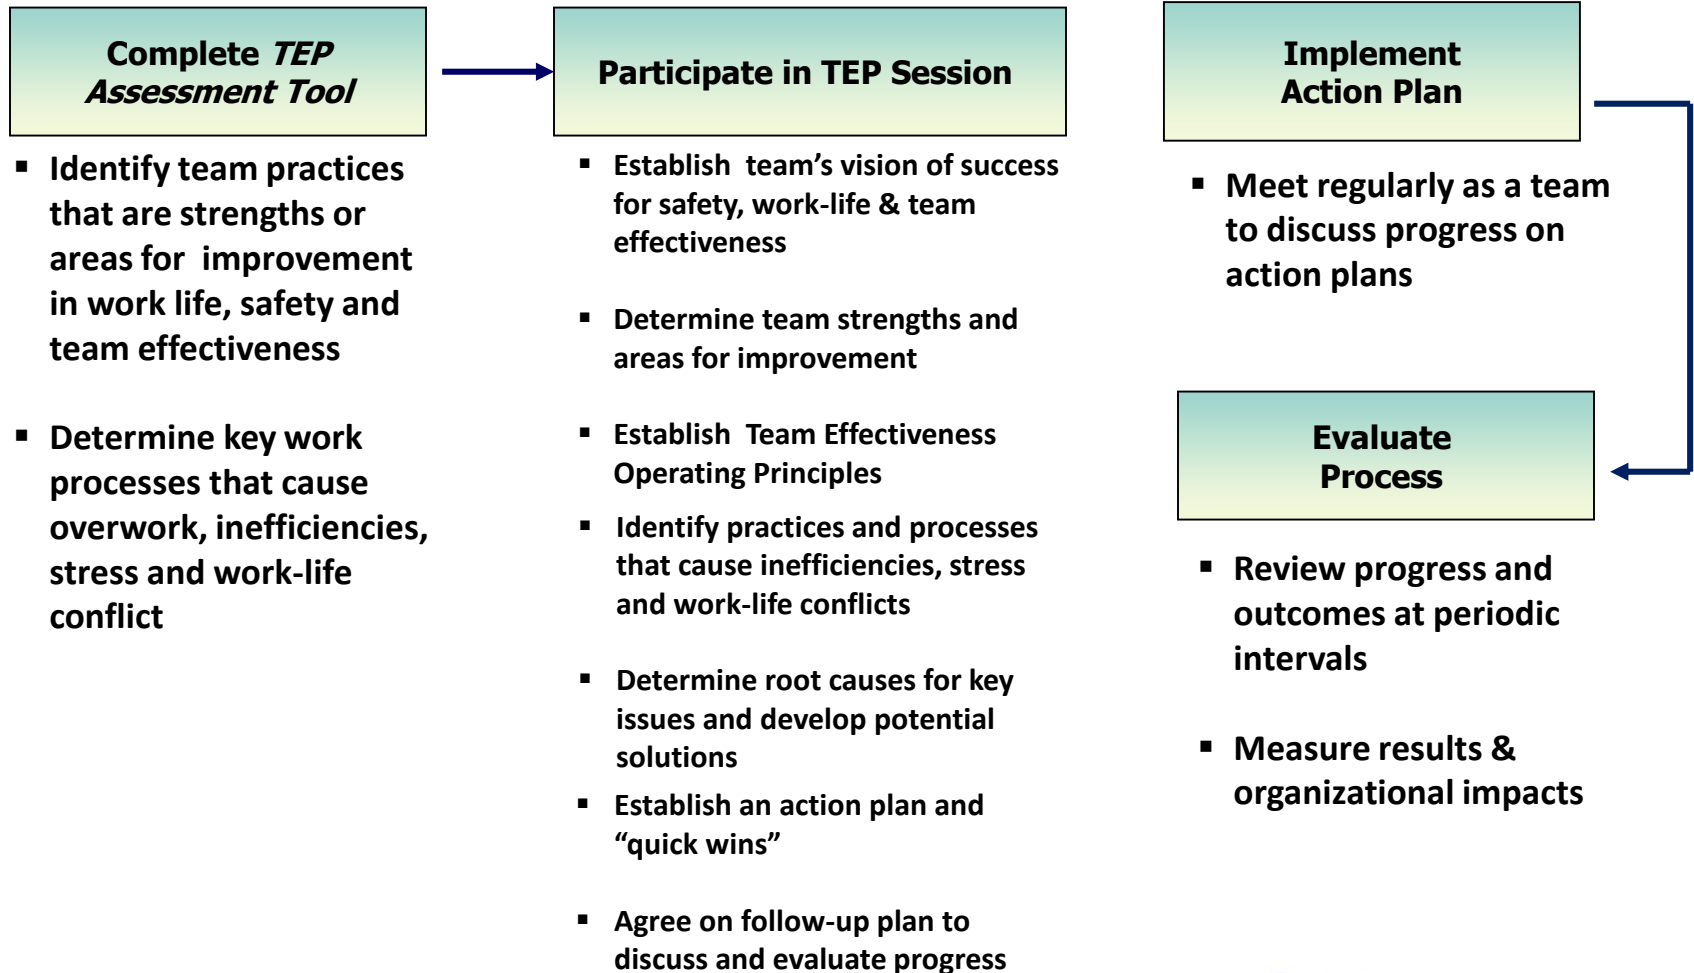 Complete TEP
Assessment Tool
▪ Identify team practices
that are strengths or
areas for improvement
in work life, safety and
team effectiveness
▪ Determine key work
processes that cause
overwork, inefficiencies,
stress and work-life
conflict
Participate in TEP Session
▪ Establish team’s vision of success
for safety, work-life & team
effectiveness
▪ Determine team strengths and
areas for improvement
▪ Establish Team Effectiveness
Operating Principles
▪ Identify practices and processes
that cause inefficiencies, stress
and work-life conflicts
▪ Determine root causes for key
issues and develop potential
solutions
▪ Establish an action plan and
“quick wins”
▪ Agree on follow-up plan to
discuss and evaluate progress
Implement
Action Plan
▪ Meet regularly as a team
to discuss progress on
action plans
Evaluate
Process
▪ Review progress and
outcomes at periodic
intervals
▪ Measure results &
organizational impacts